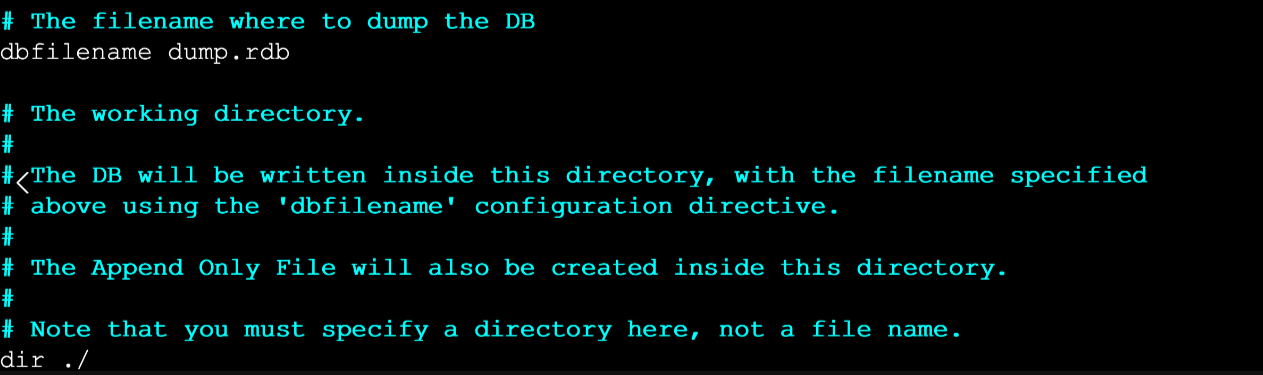 # The filename where to dump the DB
dbfilename dump.rdb
# The working directory.
#
# The DB will be written inside this directory, with the filename specified
# above using the 'dbfilename' configuration directive.
#
# The Append Only File will also be created inside this directory.
#
# Note that you must specify a directory here, not a file name.
dir ./